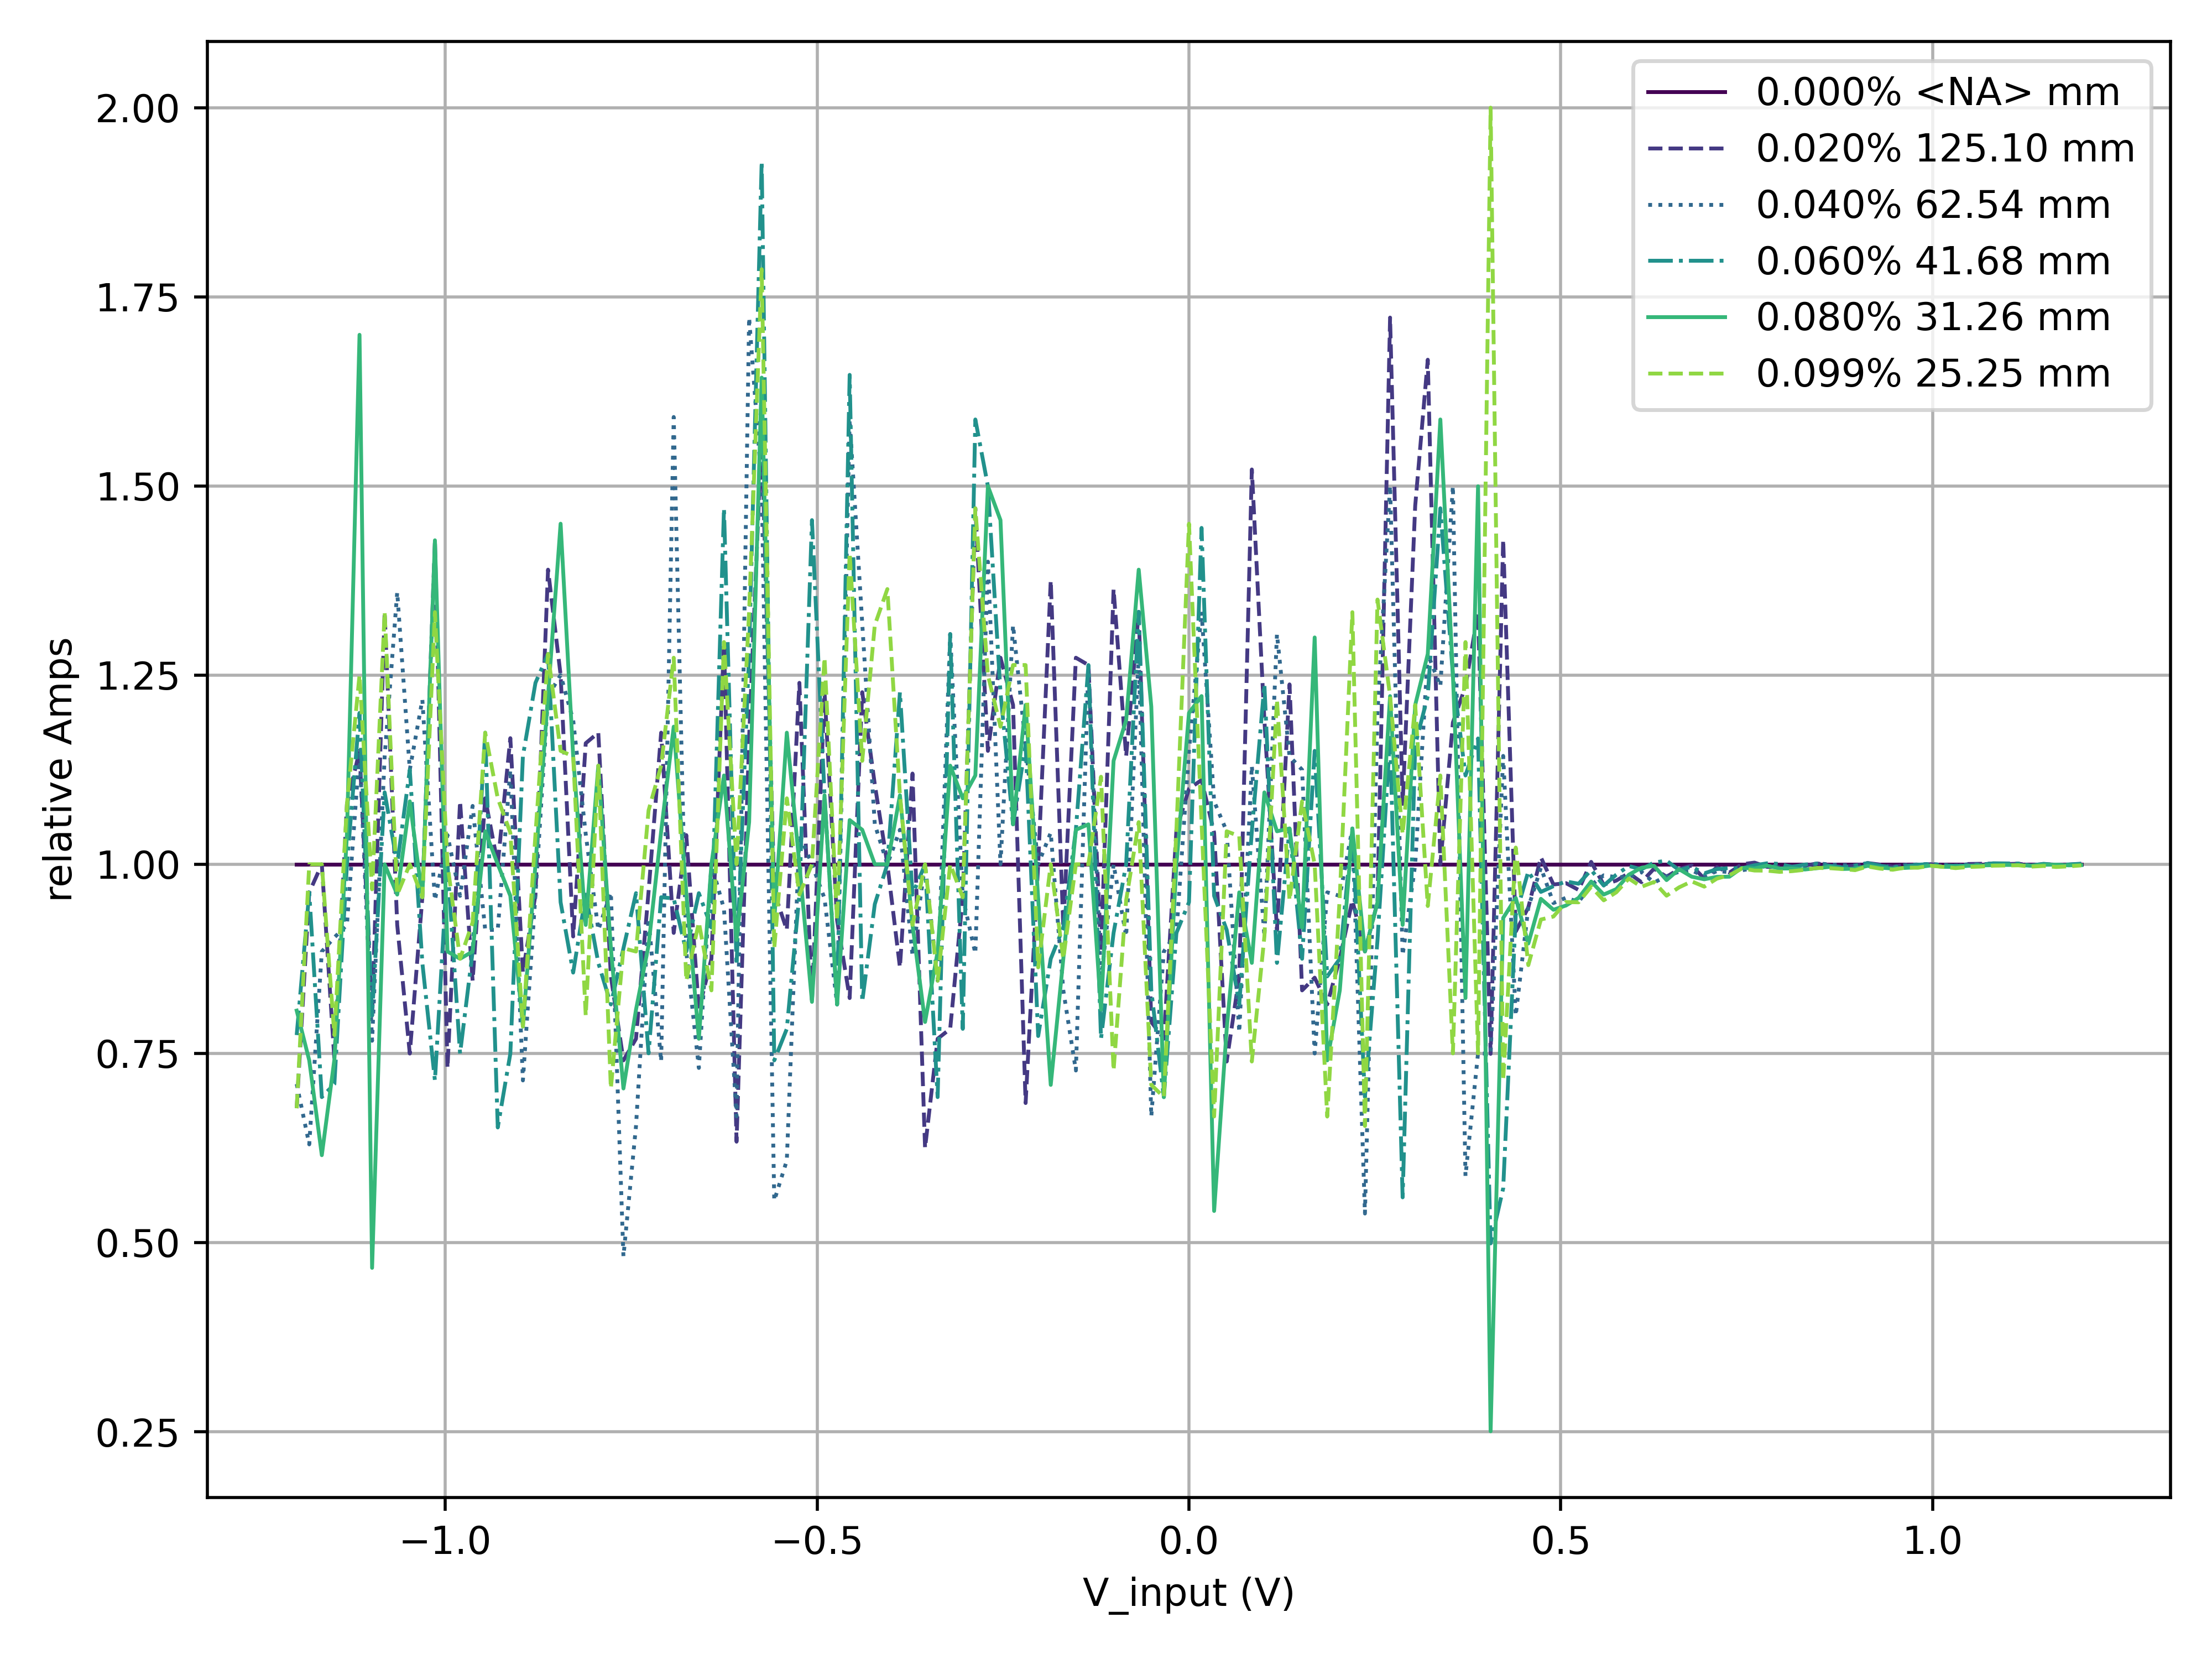 2.00
1.75
1.50
1.25
1.00
0.75
0.50
0.25
relative Amps
−1.0
−0.5
0.0
0.5
1.0
V_input (V)
0.000% <NA> mm
0.020% 125.10 mm
0.040% 62.54 mm
0.060% 41.68 mm
0.080% 31.26 mm
0.099% 25.25 mm